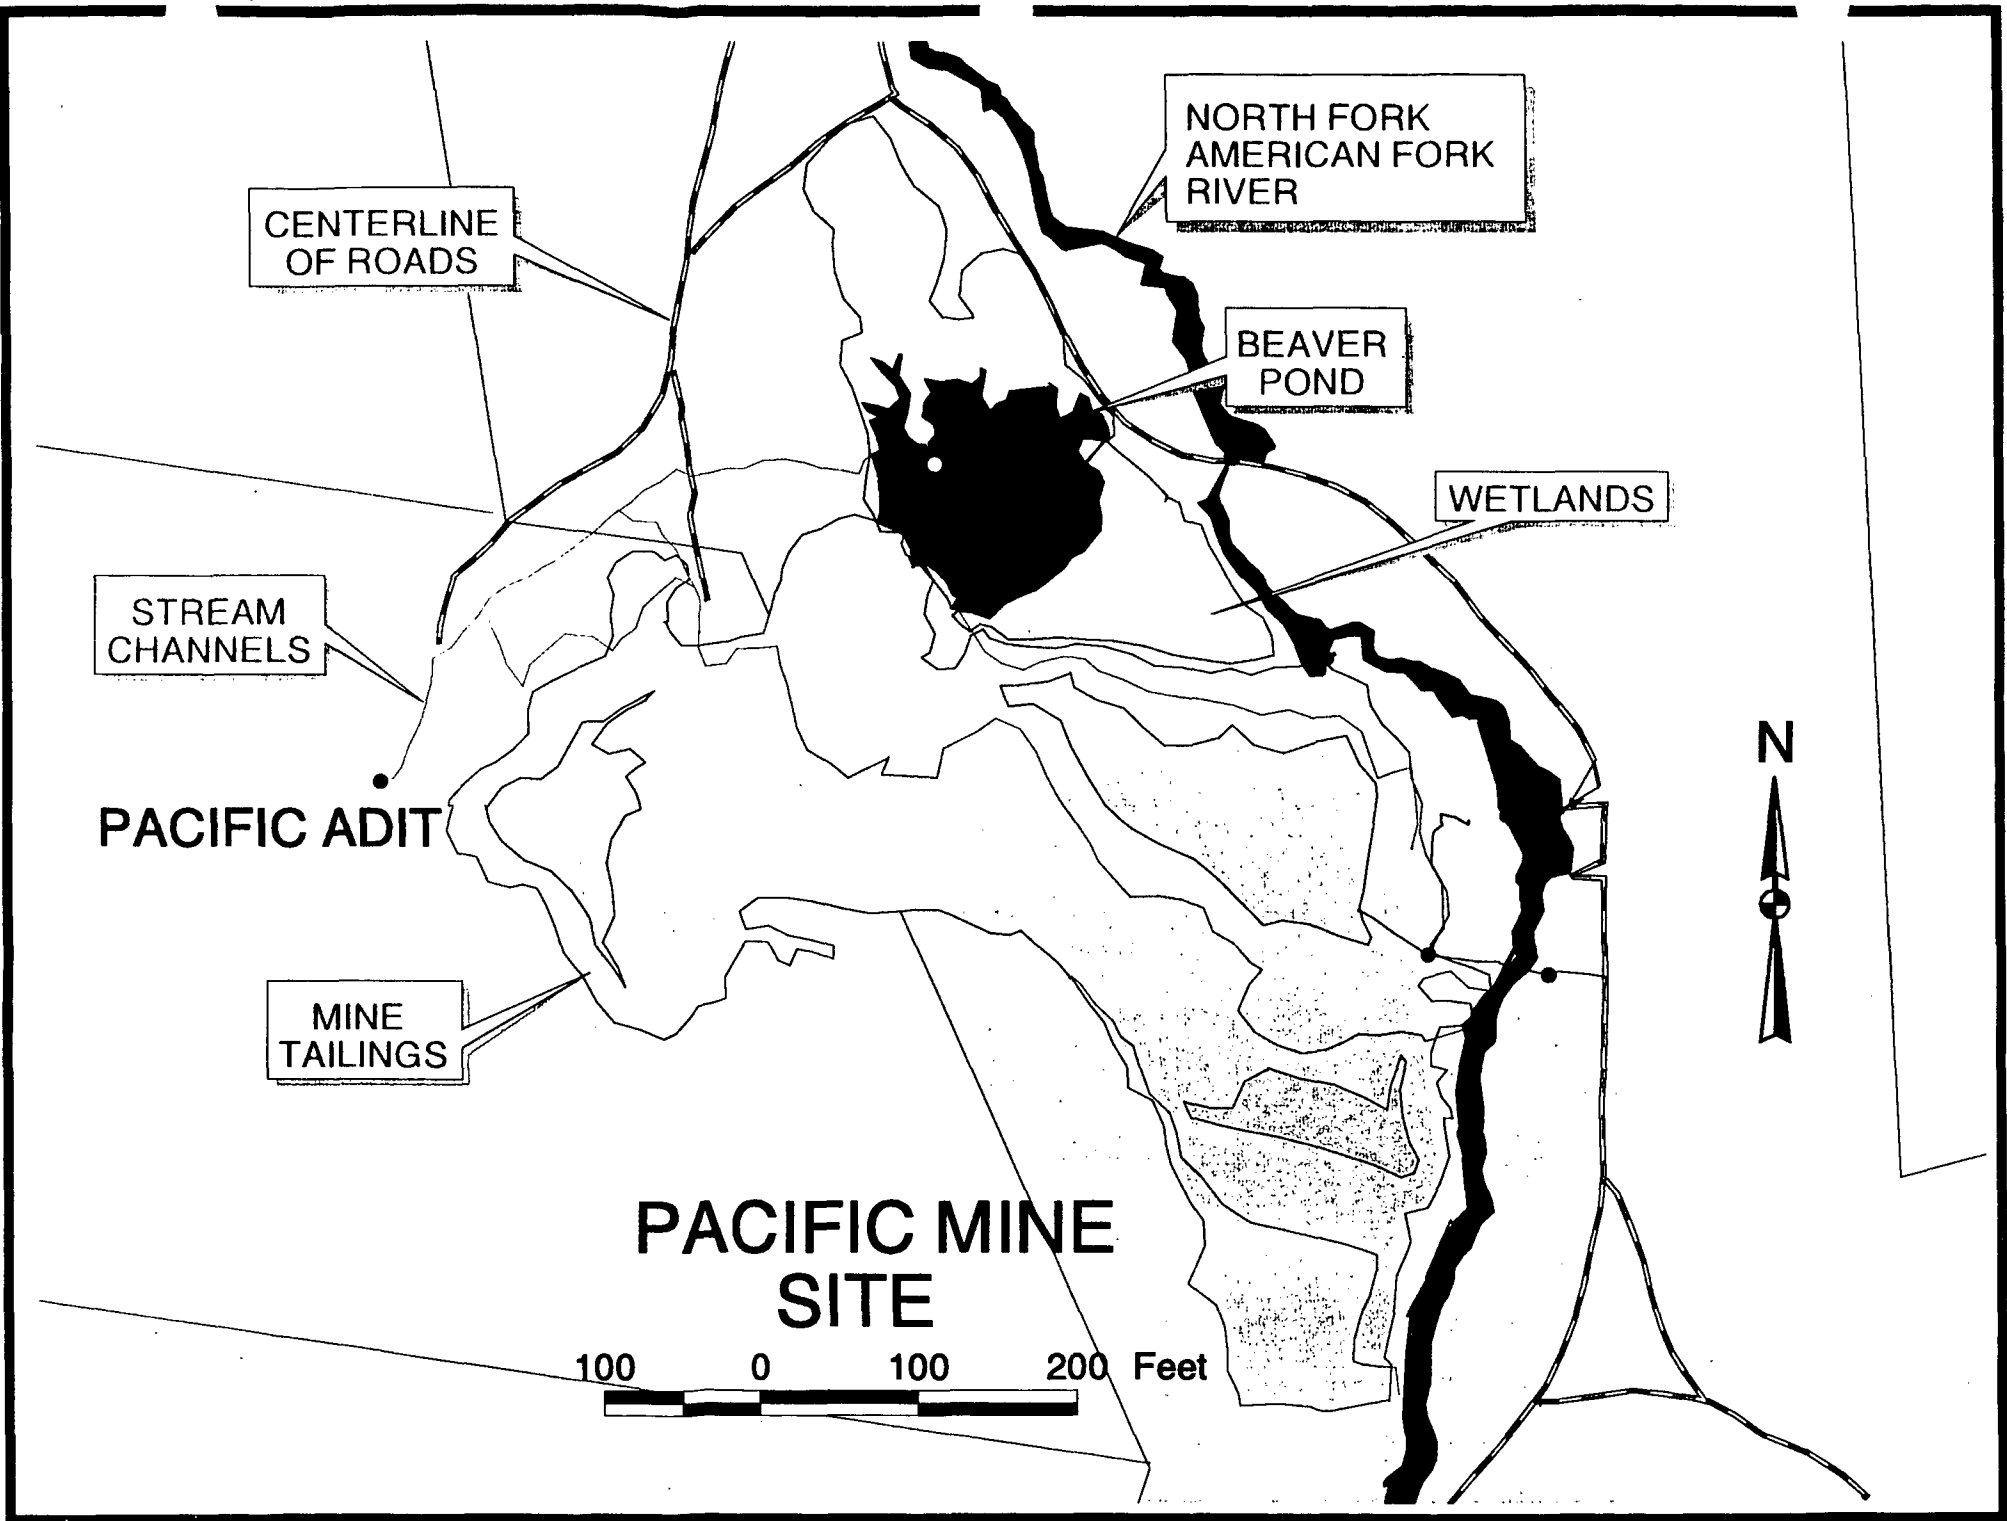 NORTH FORK
AMERICAN FORK
RIVER
CENTERLINE
OF ROADS
BEAVER
POND
WETLANDS
STREAM
CHANNELS
N
PACIFIC ADIT
MINE
TAILINGS
PACIFIC MINE
SITE
100 0 100 200 Feet